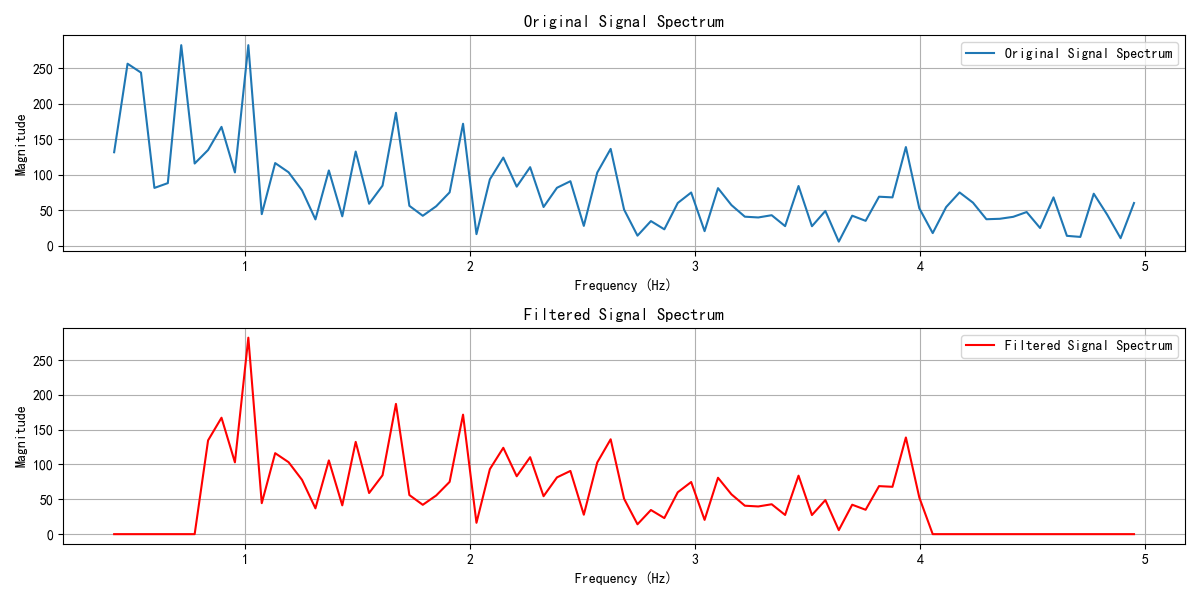 Original Signal Spectrum
Original Signal Spectrum
Magnitude
250
200
150
100
50
0
1 2 3 4 5
Frequency (Hz)
Filtered Signal Spectrum
Filtered Signal Spectrum
Magnitude
250
200
150
100
50
0
1 2 3 4 5
Frequency (Hz)